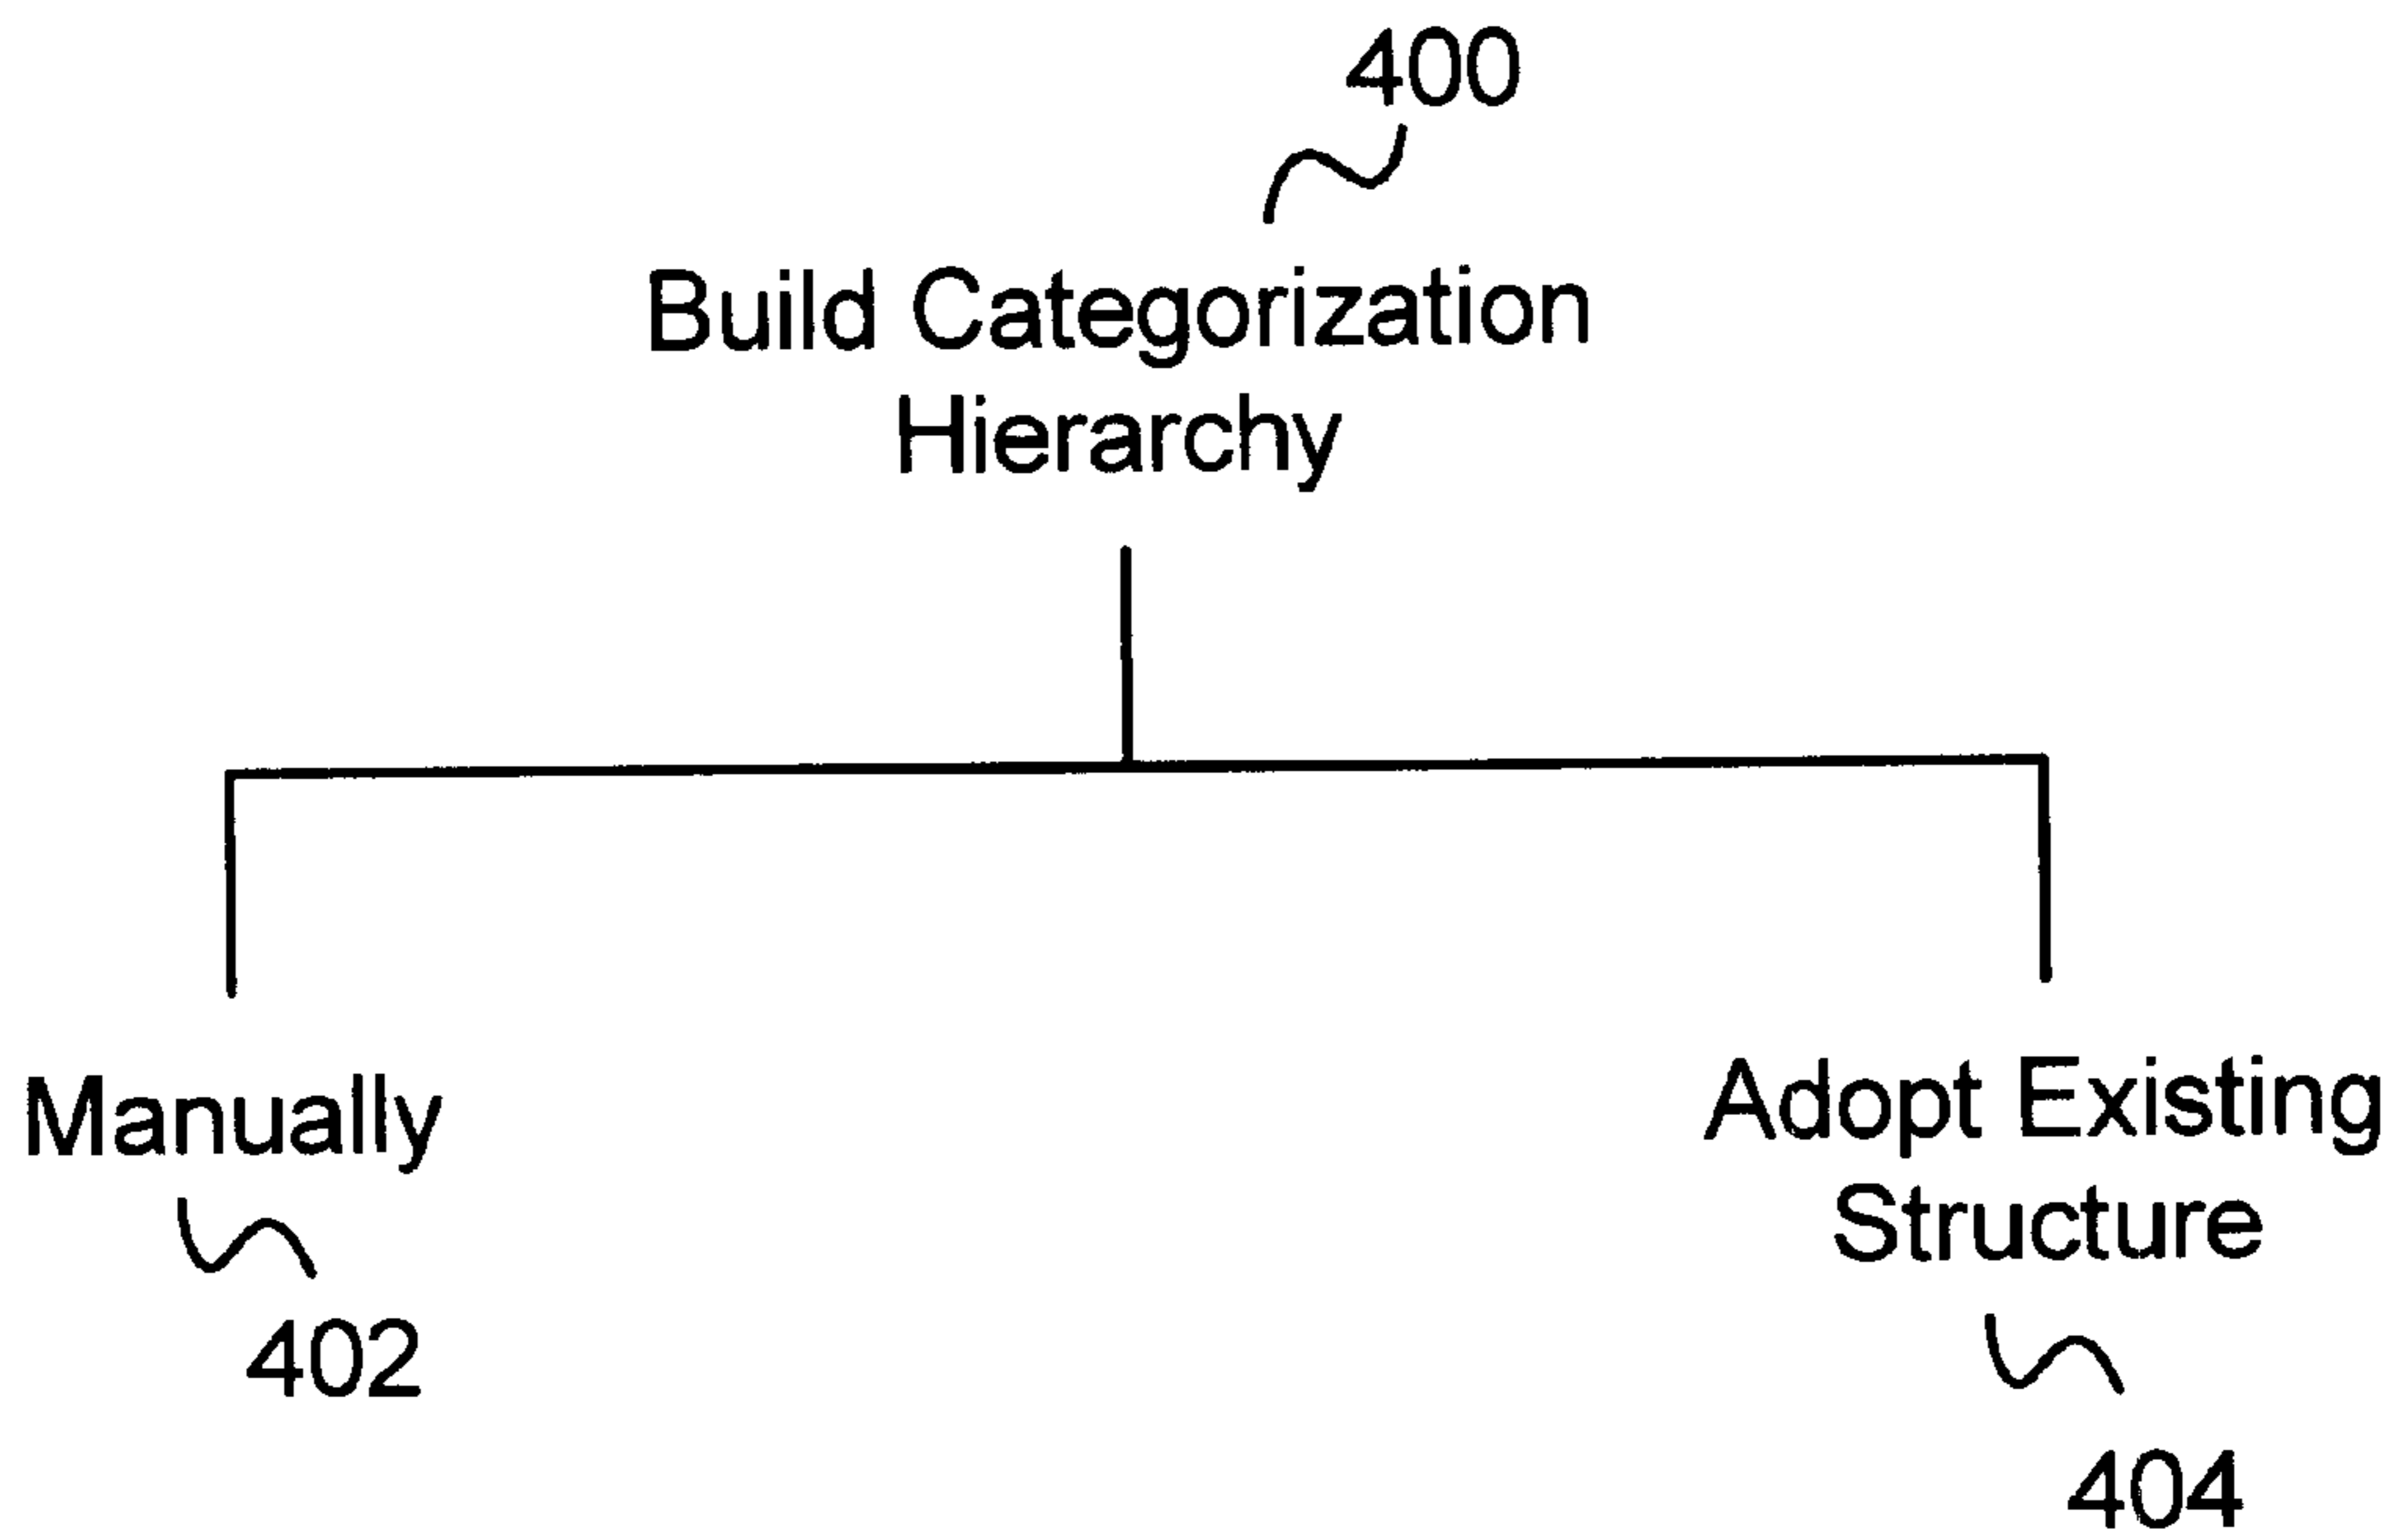 400
Build Categorization
Hierarchy
Manually
402
Adopt Existing
Structure
404